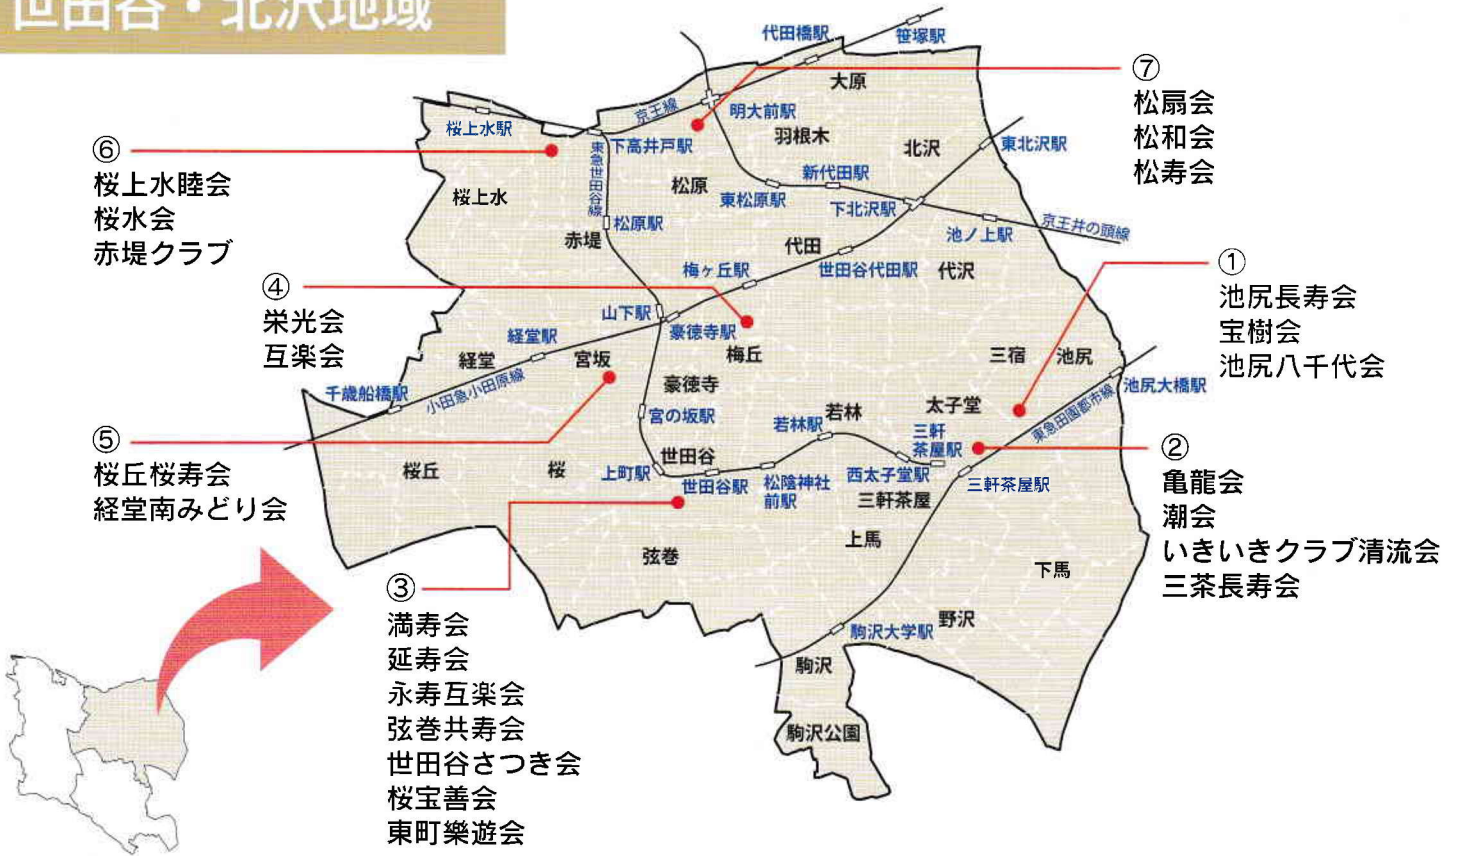 世田谷・北沢地域
代田橋駅
笹塚駅
⑦
松扇会
松和会
松寿会
大原
京王線
明大前駅
桜上水駅
下高井戸駅
羽根木
北沢
東北沢駅
⑥
桜上水睦会
桜水会
赤堤クラブ
東急世田谷線
桜上水
松原
東松原駅
新代田駅
下北沢駅
池ノ上駅
京王井の頭線
松原駅
赤堤
代田
梅ヶ丘駅
世田谷代田駅
代沢
①
池尻長寿会
宝樹会
池尻八千代会
④
栄光会
互楽会
山下駅
豪徳寺駅
経堂駅
経堂
宮坂
梅丘
三宿
池尻
千歳船橋駅
小田急小田原線
豪徳寺
池尻大橋駅
東急田園都市線
宮の坂駅
若林駅
若林
太子堂
三軒
茶屋駅
⑤
桜丘桜寿会
経堂南みどり会
桜丘
桜
上町駅
世田谷
世田谷駅
松陰神社
前駅
西太子堂駅
三軒茶屋
三軒茶屋駅
②
亀龍会
潮会
いきいきクラブ清流会
三茶長寿会
弦巻
上馬
下馬
③
満寿会
延寿会
永寿互楽会
弦巻共寿会
世田谷さつき会
桜宝善会
東町樂遊会
駒沢大学駅
野沢
駒沢
駒沢公園